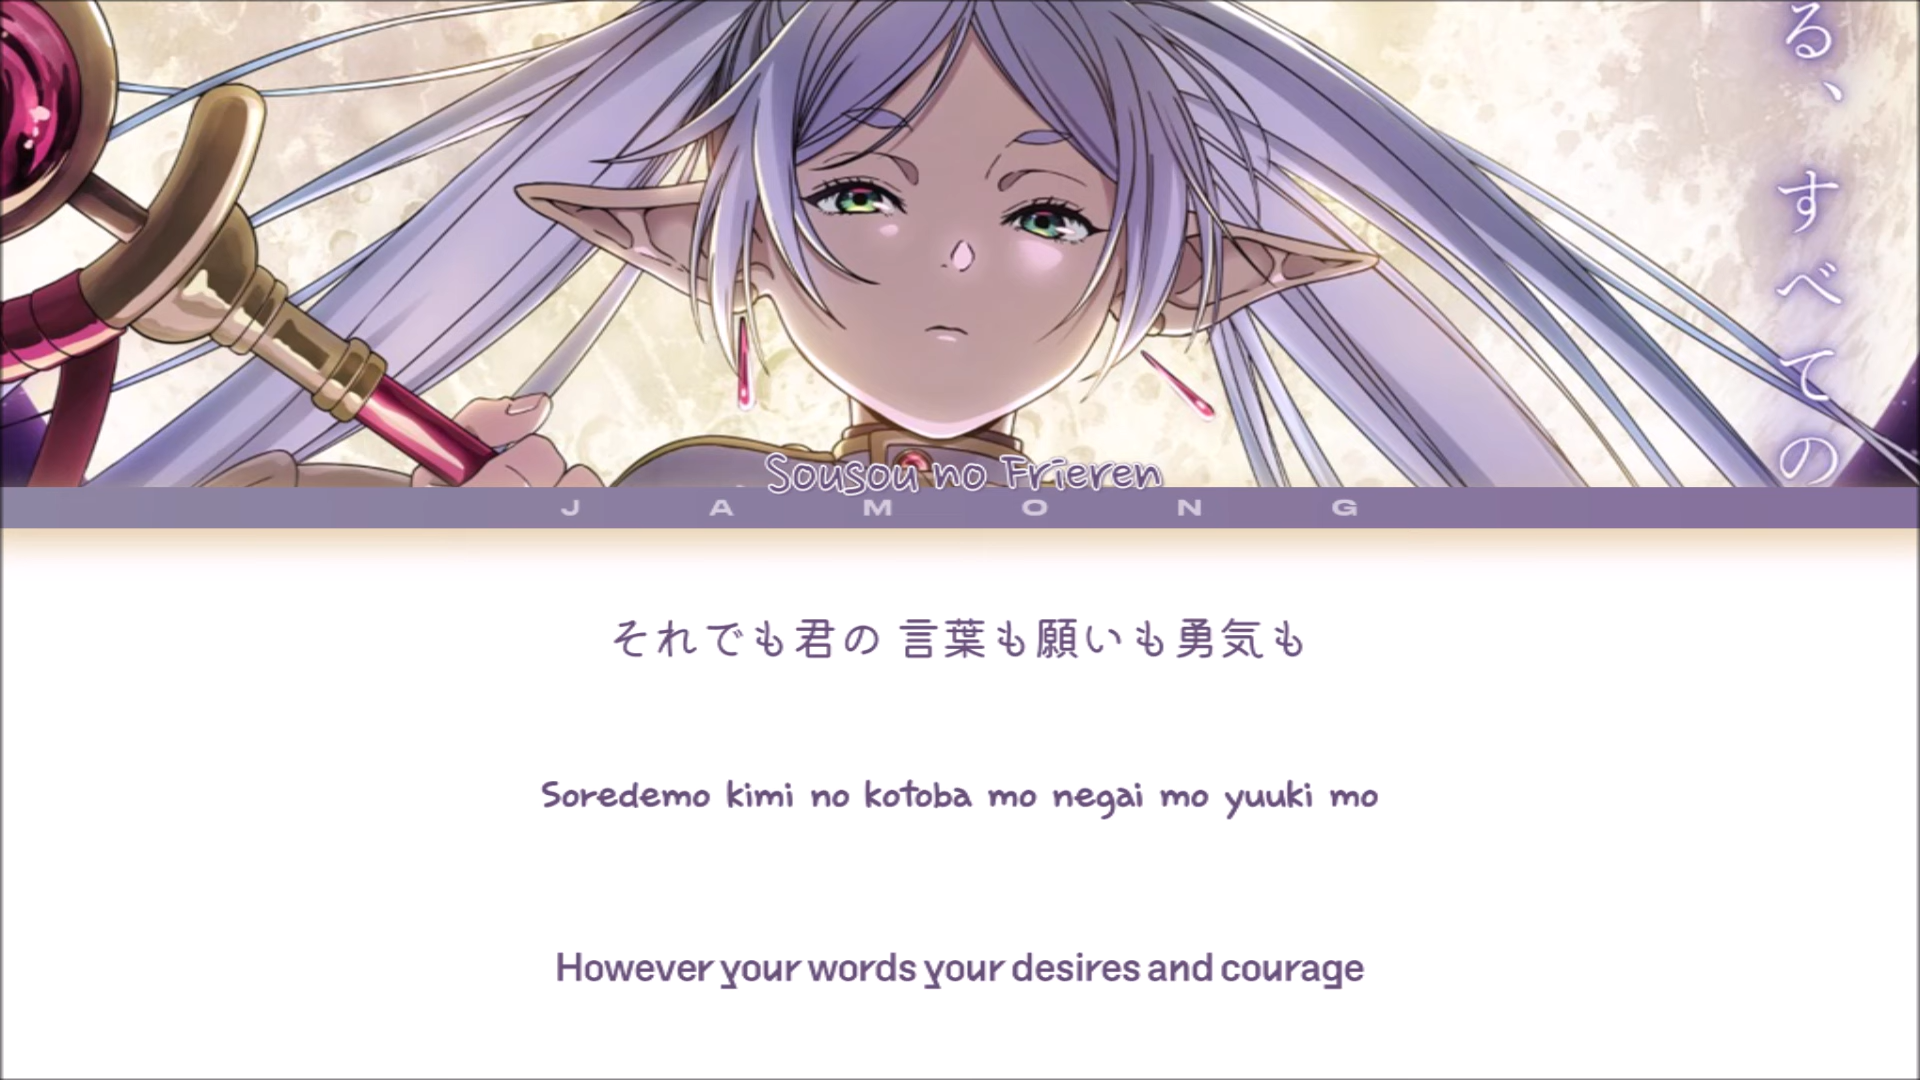 る、すべての
Sousou no Frieren
JAMONG
それでも君の 言葉も願いも勇気も
Soredemo kimi no kotoba mo negai mo yuuki mo
However your words your desires and courage